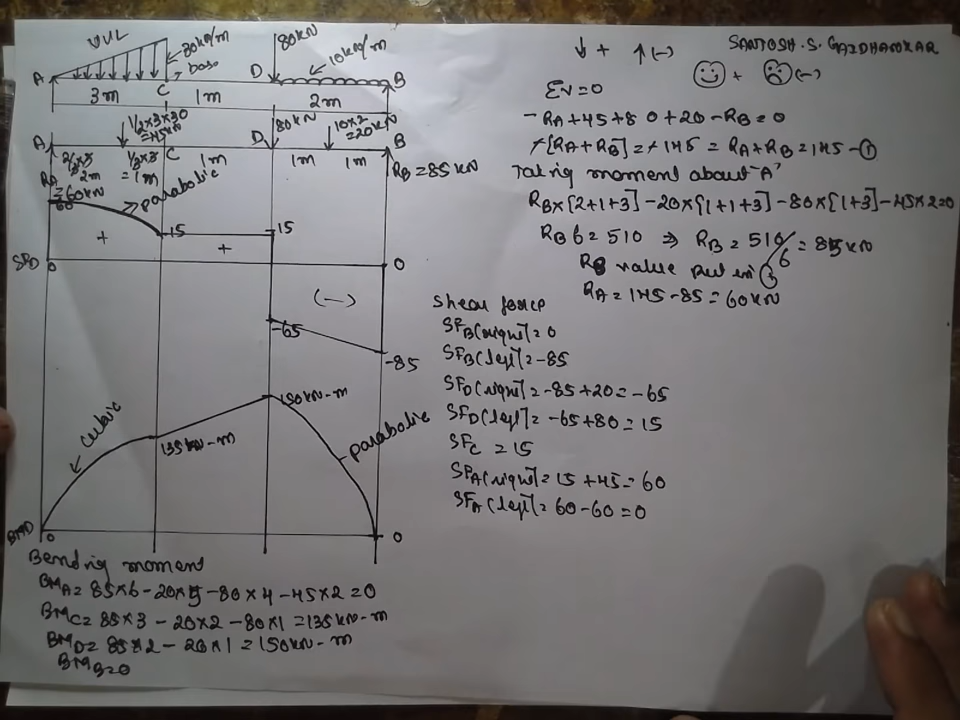 UVL
30kN/m
base
80kN
10kN/m
A
C
D
B
3m
1m
2m
1/2×3×30
=45kN
80kN
10×2
=20kN
A
C
D
B
2/3×3
2m
1/3×3
=1m
1m
1m
1m
RB=85kN
RA
=60kN
60
parabolic
15
15
+
+
SFD
0
0
(-)
-65
-85
150kN-m
135kN-m
cubic
parabolic
BMD
0
0
Bending moment
BMA= 85×6-20×5-80×4-45×2=0
BMC= 85×3-20×2-80×1=135kN-m
BMD= 85×2-20×1=150kN-m
BMB=0
↓+ ↑(-)
SANTOSH.S.GAIDHANKAR
+ (-)
Σv=0
-RA+45+80+20-RB=0
-[RA+RB]=-145=RA+RB=145-①
Taking moment about "A"
RB×[2+1+3]-20×[1+1+3]-80×[1+3]-45×2=0
RB6=510 ⇒ RB=510/6=85kN
RB value put in ①
RA=145-85=60kN
Shear force
SFB(right)=0
SFB(left)=-85
SFD(right)=-85+20=-65
SFD(left)=-65+80=15
SFC=15
SFA(right)=15+45=60
SFA(left)=60-60=0